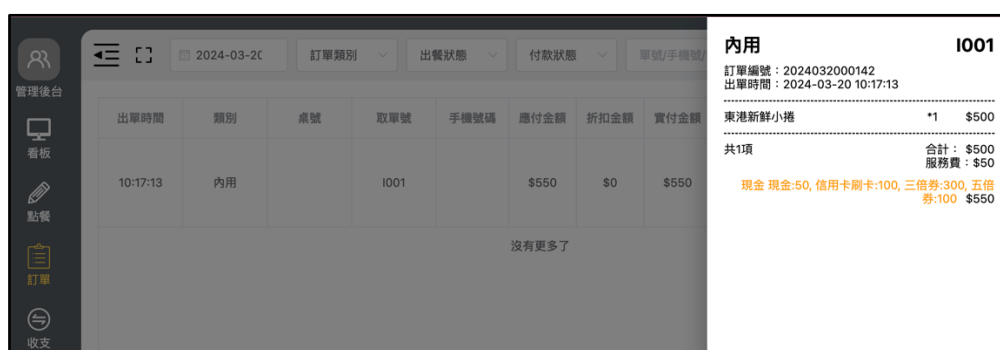 管理後台
看板
點餐
訂單
收支
2024-03-20
訂單類別
出餐狀態
付款狀態
單號/手機號/
出單時間 類別 桌號 取單號 手機號碼 應付金額 折扣金額 實付金額
10:17:13 內用 I001 $550 $0 $550
沒有更多了
內用 I001
訂單編號：2024032000142
出單時間：2024-03-20 10:17:13
東港新鮮小捲 *1 $500
共1項 合計： $500
服務費：$50
現金 現金:50, 信用卡刷卡:100, 三倍券:300, 五倍
券:100 $550